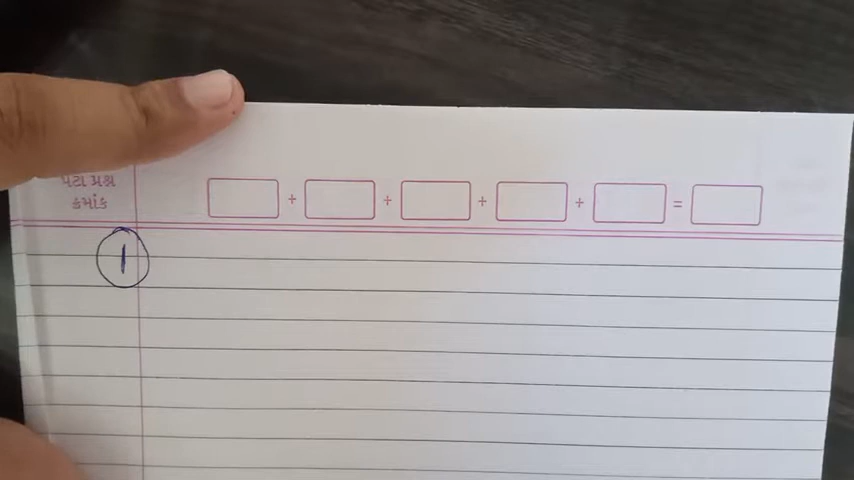 પેટા પ્રશ્ન
ક્રમાંક
+ + + + =
1